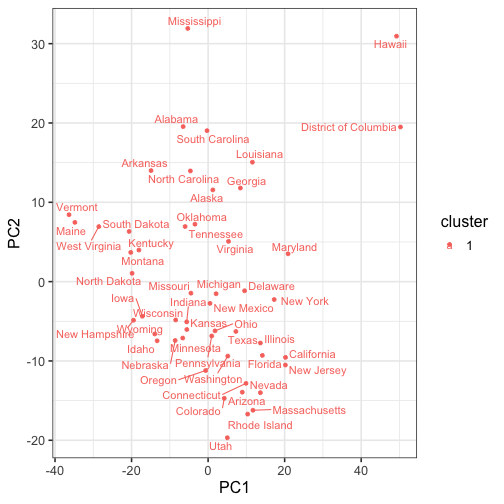 Mississippi
Hawaii
30
Alabama
District of Columbia
20
South Carolina
Louisiana
Arkansas
North Carolina
Georgia
Alaska
10
Vermont
Oklahoma
South Dakota
Maine
Tennessee
West Virginia
Kentucky
Virginia
Maryland
Montana
cluster
a 1
PC2
0
North Dakota
Missouri
Michigan
Delaware
Iowa
Indiana
New York
New Mexico
Wisconsin
Kansas
Ohio
New Hampshire
Wyoming
Texas
Illinois
Idaho
Minnesota
California
-10
Nebraska
Pennsylvania
Florida
New Jersey
Oregon
Washington
Nevada
Connecticut
Arizona
Colorado
Massachusetts
Rhode Island
Utah
-20
-40
-20
0
20
40
PC1